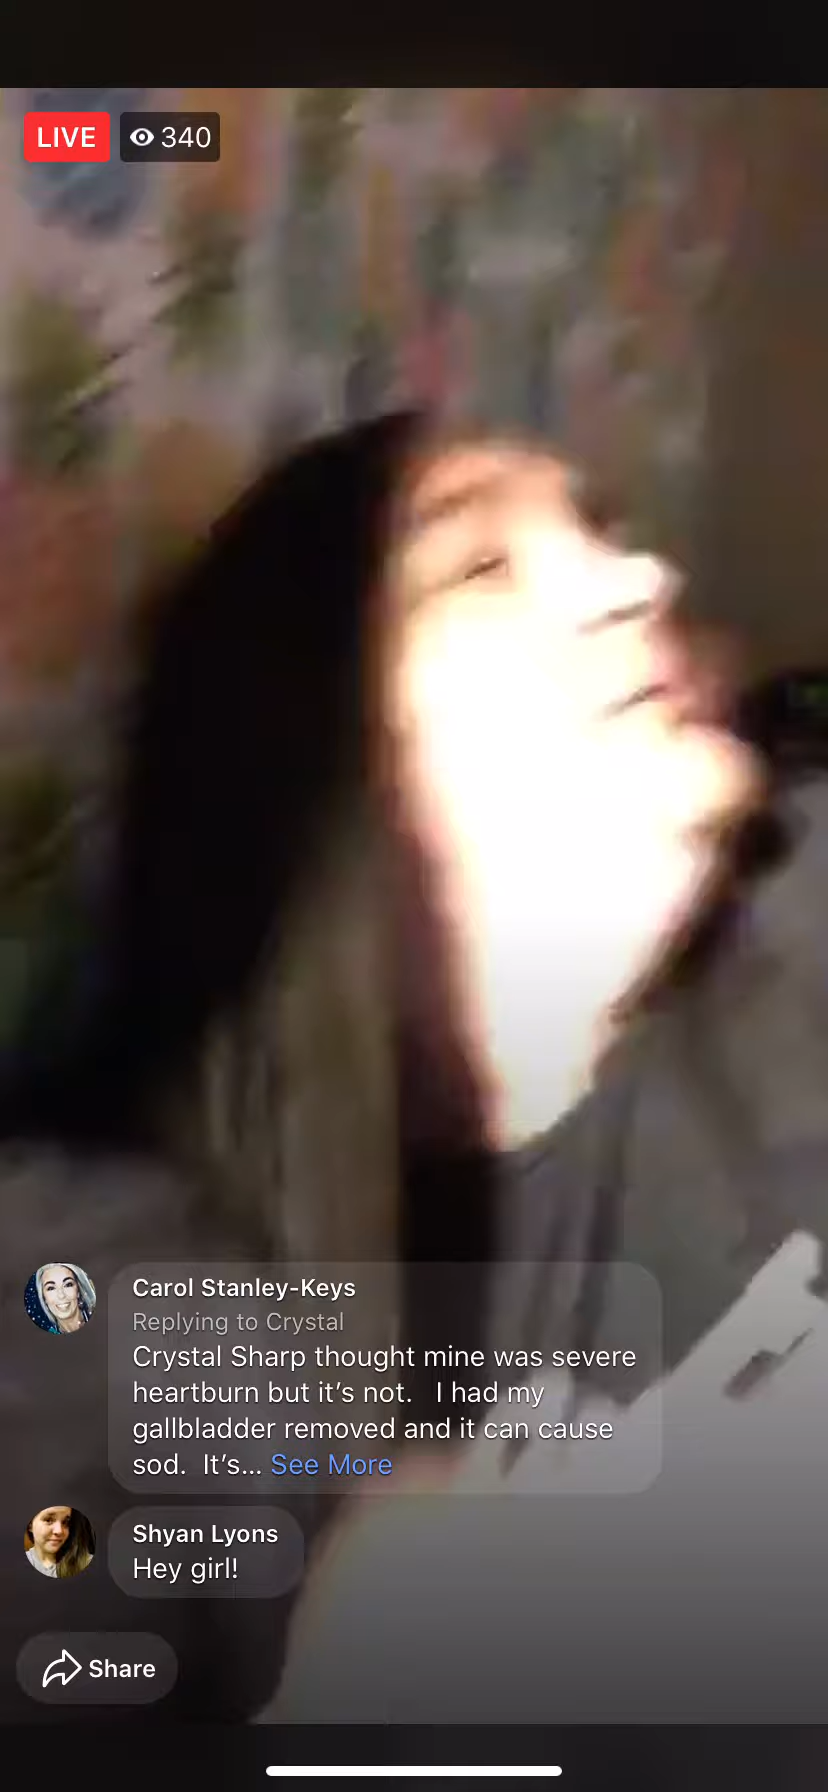 LIVE 340
Carol Stanley-Keys
Replying to Crystal
Crystal Sharp thought mine was severe
heartburn but it’s not.   I had my
gallbladder removed and it can cause
sod.  It’s... See More
Shyan Lyons
Hey girl!
Share